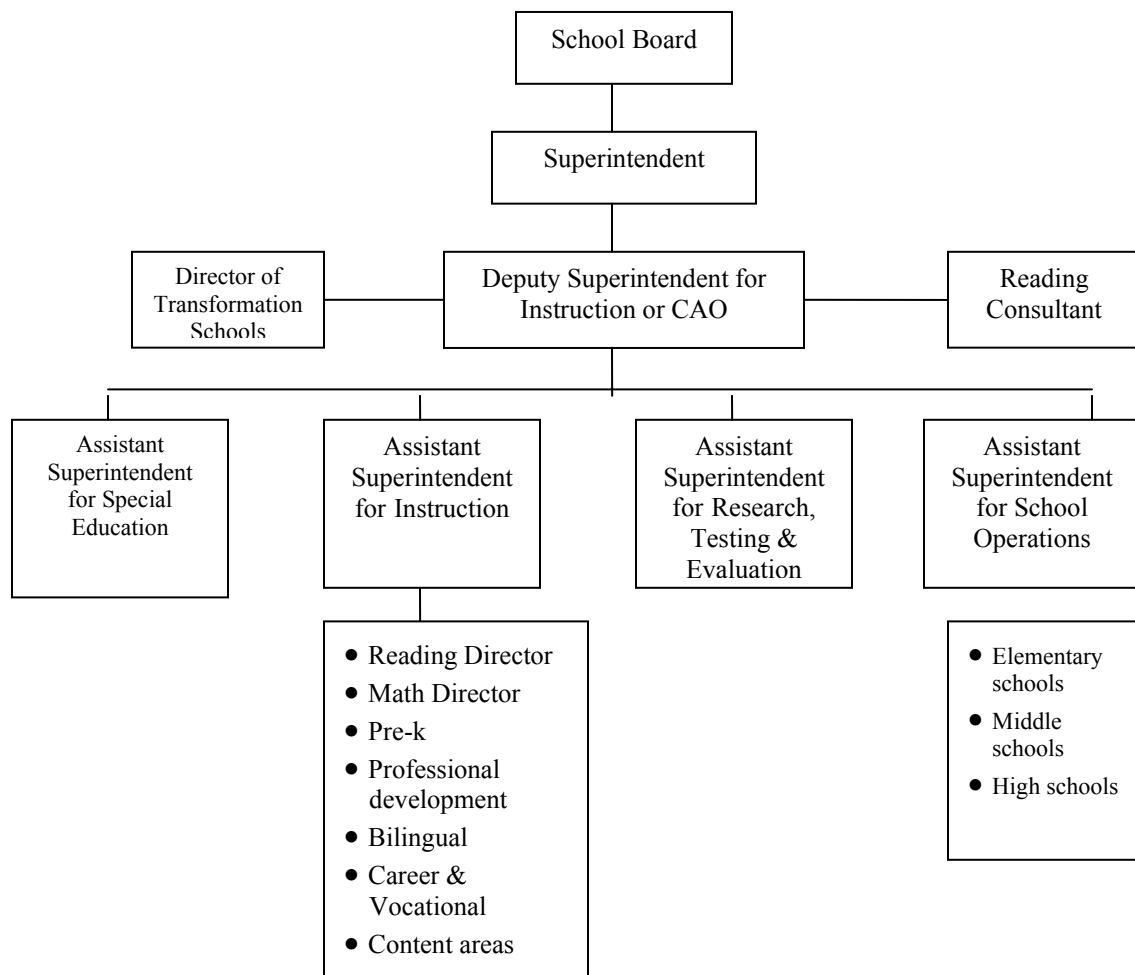 School Board
Superintendent
Director of
Transformation
Schools
Deputy Superintendent for
Instruction or CAO
Reading
Consultant
Assistant
Superintendent
for Special
Education
Assistant
Superintendent
for Instruction
Assistant
Superintendent
for Research,
Testing &
Evaluation
Assistant
Superintendent
for School
Operations
• Reading Director
• Math Director
• Pre-k
• Professional
development
• Bilingual
• Career &
Vocational
• Content areas
• Elementary
schools
• Middle
schools
• High schools